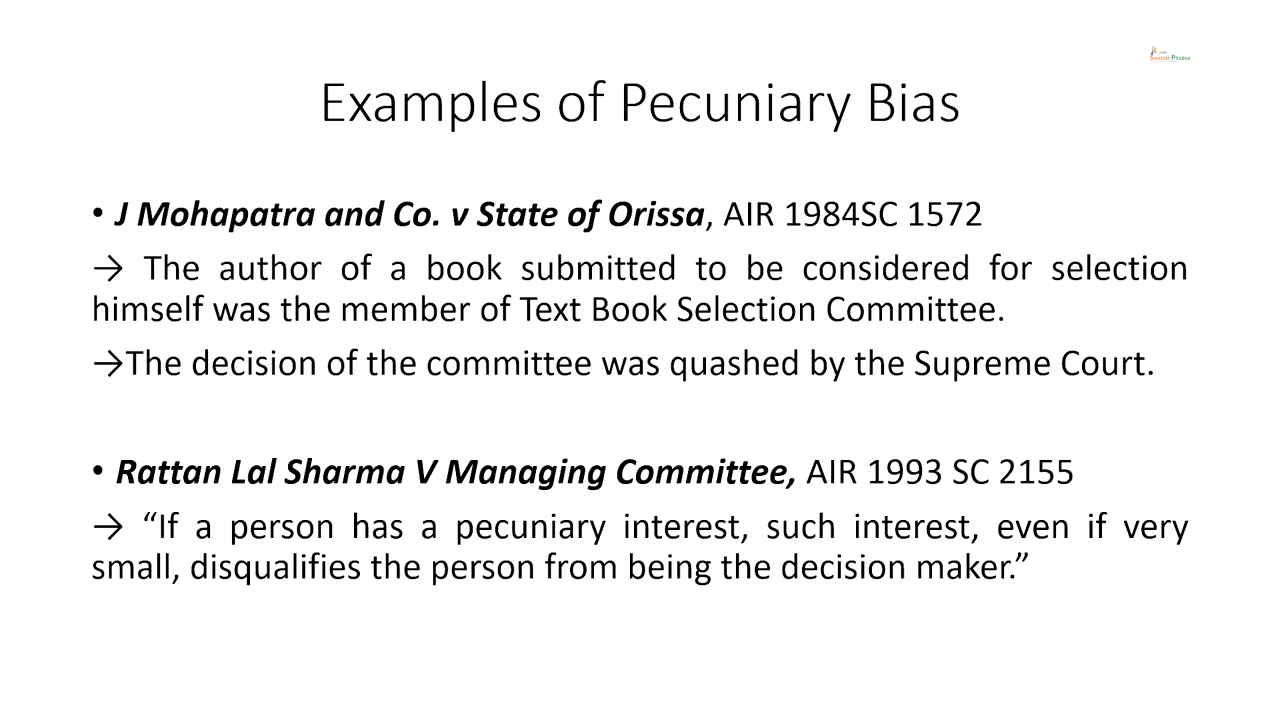 SWAYAM PRABHA
Examples of Pecuniary Bias
• J Mohapatra and Co. v State of Orissa, AIR 1984SC 1572
→ The author of a book submitted to be considered for selection
himself was the member of Text Book Selection Committee.
→The decision of the committee was quashed by the Supreme Court.
• Rattan Lal Sharma V Managing Committee, AIR 1993 SC 2155
→ “If a person has a pecuniary interest, such interest, even if very
small, disqualifies the person from being the decision maker.”